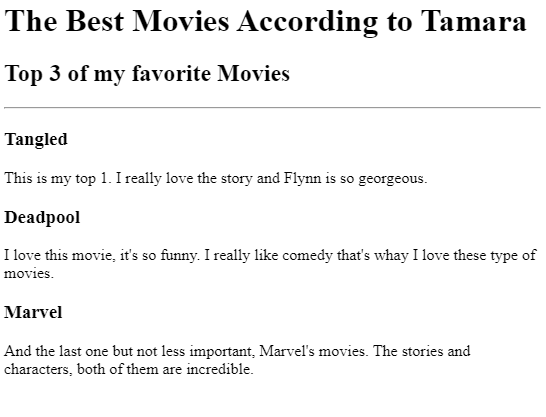 The Best Movies According to Tamara
Top 3 of my favorite Movies
Tangled
This is my top 1. I really love the story and Flynn is so georgeous.
Deadpool
I love this movie, it's so funny. I really like comedy that's whay I love these type of
movies.
Marvel
And the last one but not less important, Marvel's movies. The stories and
characters, both of them are incredible.